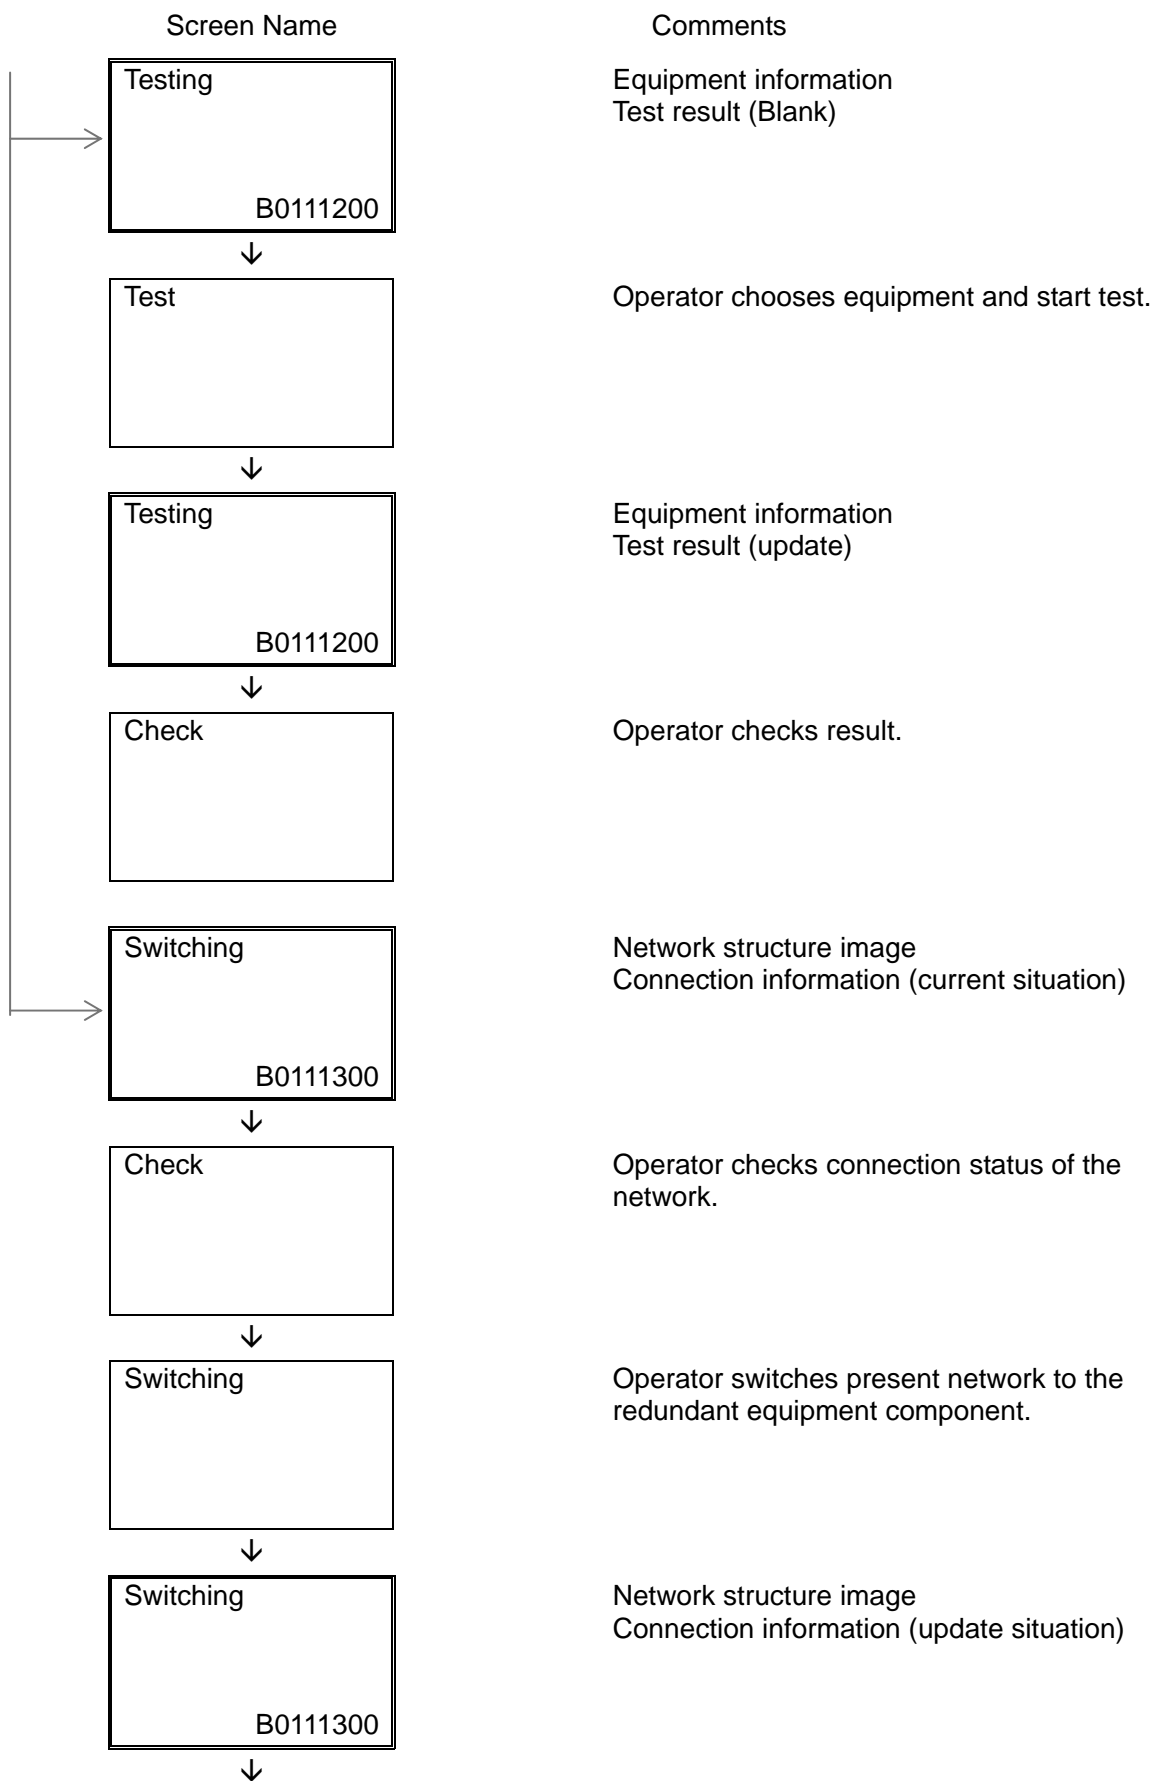 Screen Name
Comments
Testing
Equipment information
Test result (Blank)
B0111200
Test
Operator chooses equipment and start test.
Testing
Equipment information
Test result (update)
B0111200
Check
Operator checks result.
Switching
Network structure image
Connection information (current situation)
B0111300
Check
Operator checks connection status of the
network.
Switching
Operator switches present network to the
redundant equipment component.
Switching
Network structure image
Connection information (update situation)
B0111300